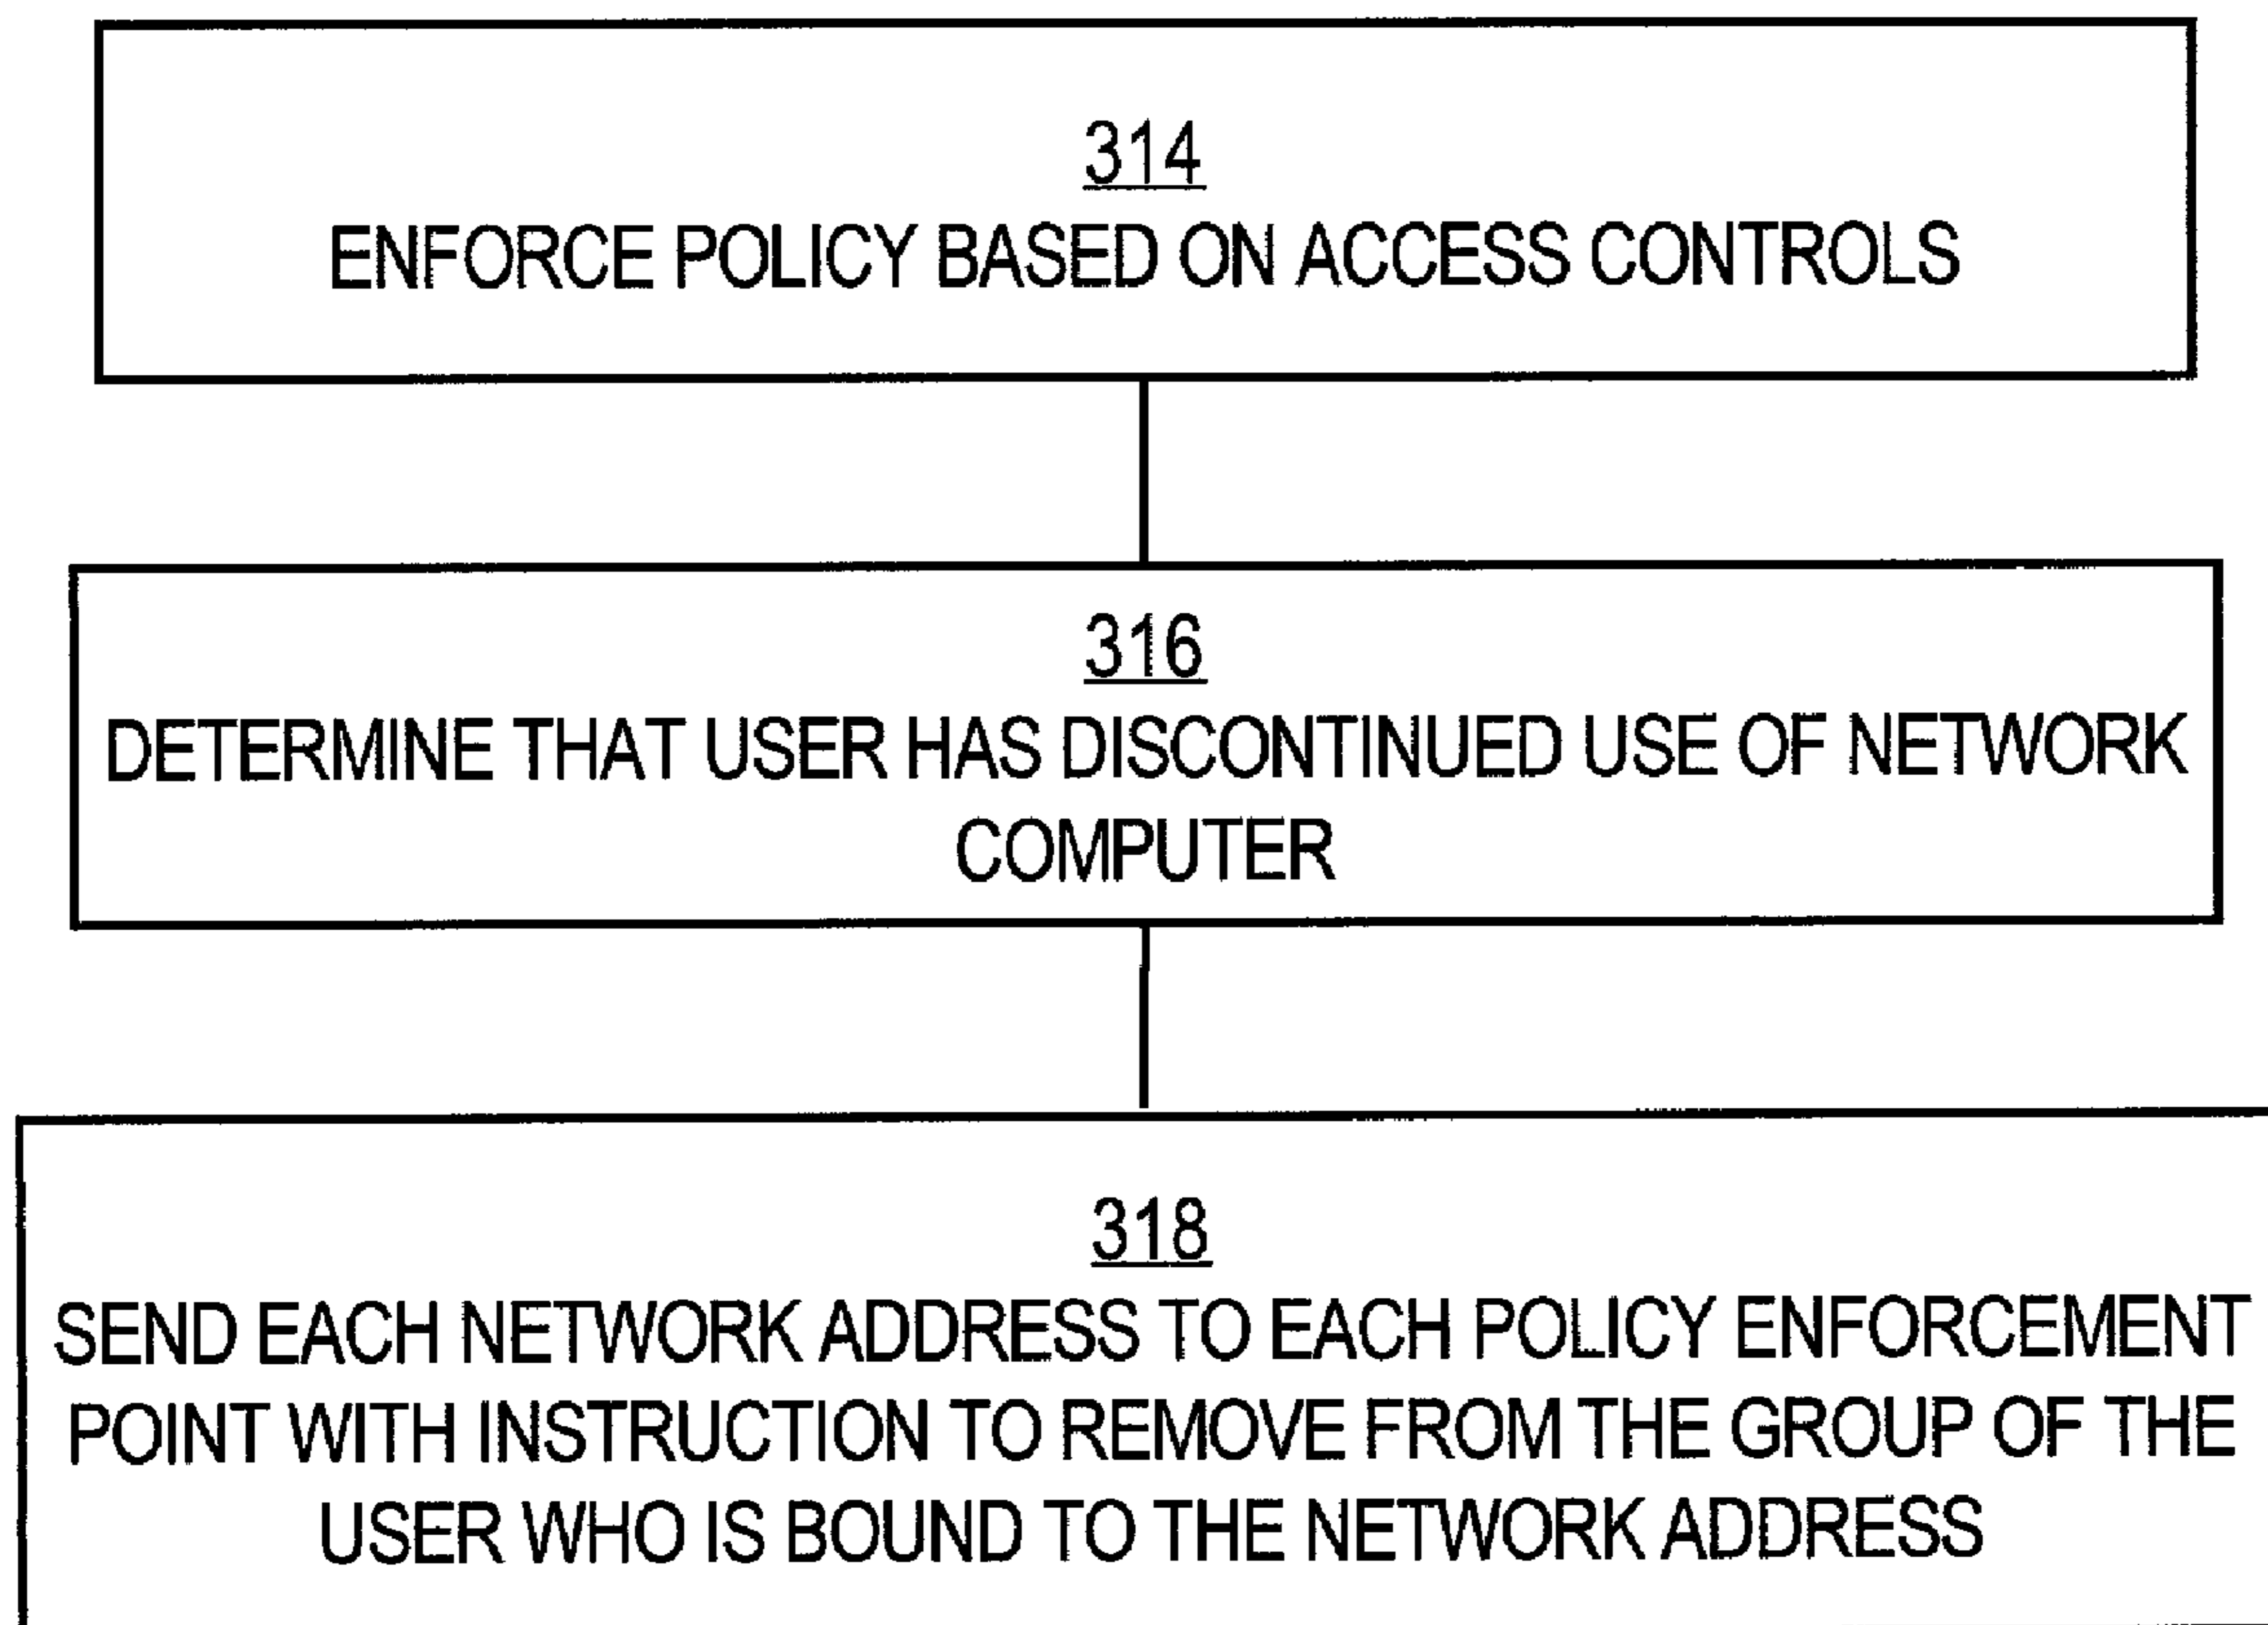 314
ENFORCE POLICY BASED ON ACCESS CONTROLS
316
DETERMINE THAT USER HAS DISCONTINUED USE OF NETWORK
COMPUTER
318
SEND EACH NETWORK ADDRESS TO EACH POLICY ENFORCEMENT
POINT WITH INSTRUCTION TO REMOVE FROM THE GROUP OF THE
USER WHO IS BOUND TO THE NETWORK ADDRESS